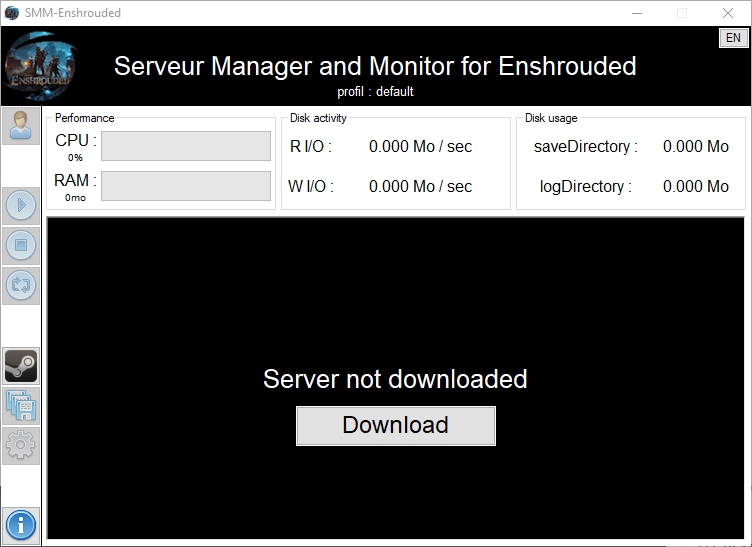 SMM-Enshrouded
EN
ENSHROUDED
Serveur Manager and Monitor for Enshrouded
profil : default
Performance
CPU :
0%
RAM :
0mo
Disk activity
R I/O : 0.000 Mo / sec
W I/O : 0.000 Mo / sec
Disk usage
saveDirectory : 0.000 Mo
logDirectory : 0.000 Mo
Server not downloaded
Download